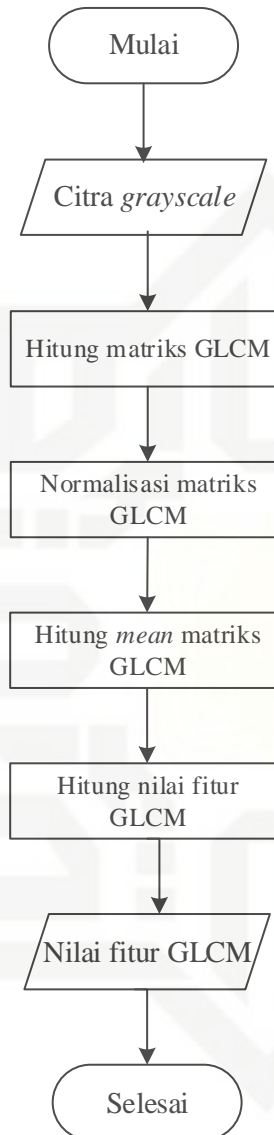 Mulai
Citra grayscale
Hitung matriks GLCM
Normalisasi matriks
GLCM
Hitung mean matriks
GLCM
Hitung nilai fitur
GLCM
Nilai fitur GLCM
Selesai